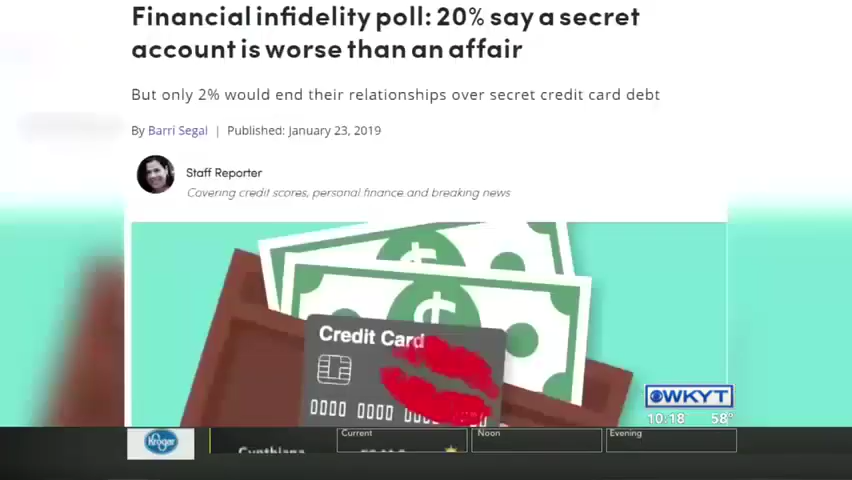 Financial infidelity poll: 20% say a secret
account is worse than an affair
But only 2% would end their relationships over secret credit card debt
By Barri Segal | Published: January 23, 2019
Staff Reporter
Covering credit scores, personal finance and breaking news
Credit Card
WKYT
10:18 58°
Kroger
Current
Noon
Evening